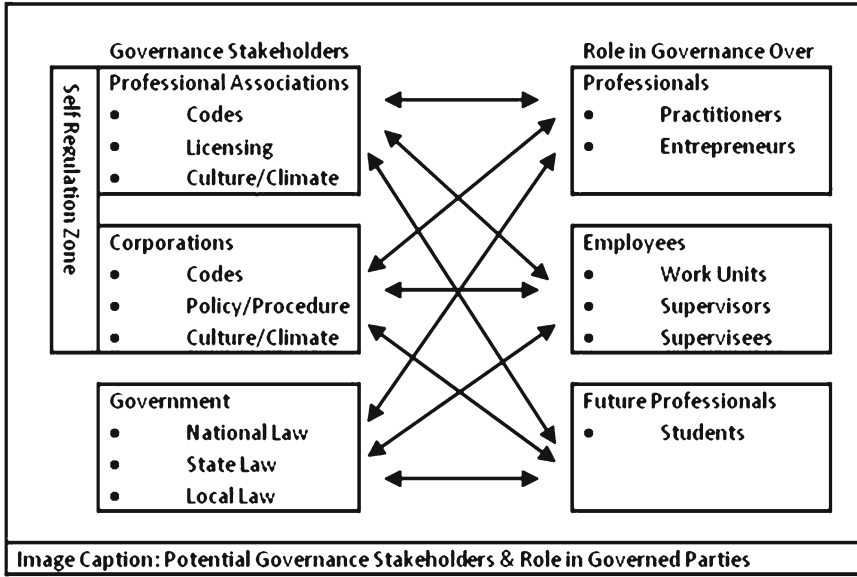 Governance Stakeholders
Self Regulation Zone
Professional Associations
• Codes
• Licensing
• Culture/Climate
Corporations
• Codes
• Policy/Procedure
• Culture/Climate
Government
• National Law
• State Law
• Local Law
Role in Governance Over
Professionals
• Practitioners
• Entrepreneurs
Employees
• Work Units
• Supervisors
• Supervisees
Future Professionals
• Students
Image Caption: Potential Governance Stakeholders & Role in Governed Parties